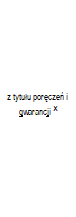 z tytułu poręczeń i
gwarancji x